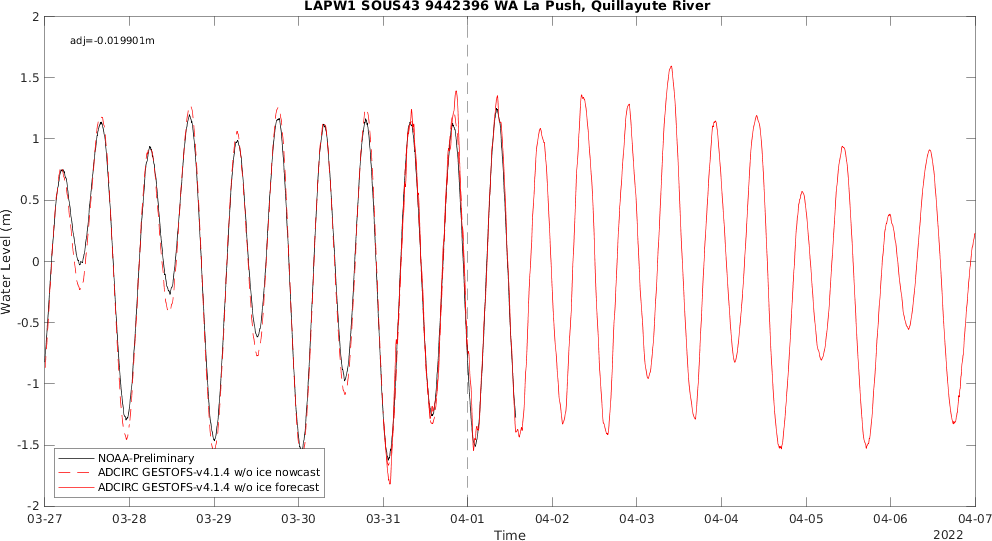 LAPW1 SOUS43 9442396 WA La Push, Quillayute River
adj=-0.019901m
2
1.5
1
0.5
0
-0.5
-1
-1.5
-2
Water Level (m)
NOAA-Preliminary
ADCIRC GESTOFS-v4.1.4 w/o ice nowcast
ADCIRC GESTOFS-v4.1.4 w/o ice forecast
03-27 03-28 03-29 03-30 03-31 04-01 04-02 04-03 04-04 04-05 04-06 04-07
Time
2022